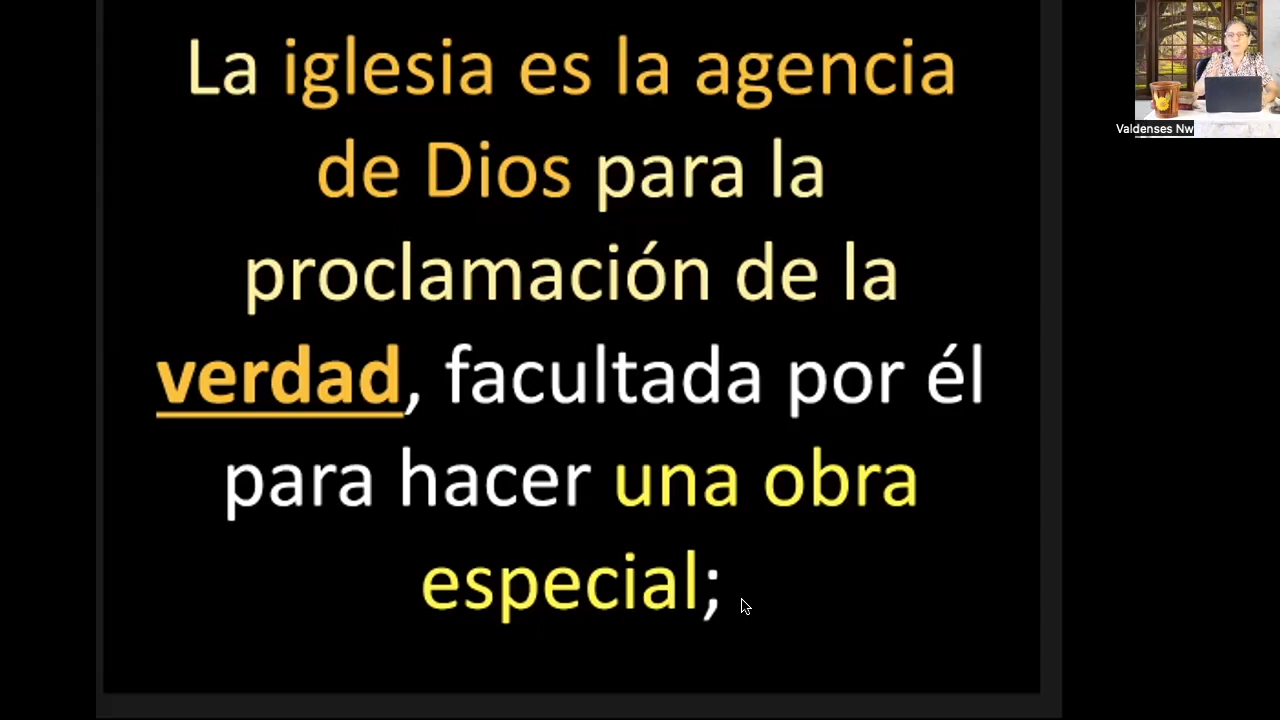 La iglesia es la agencia
de Dios para la
proclamación de la
verdad, facultada por él
para hacer una obra
especial;
Valdenses Nw